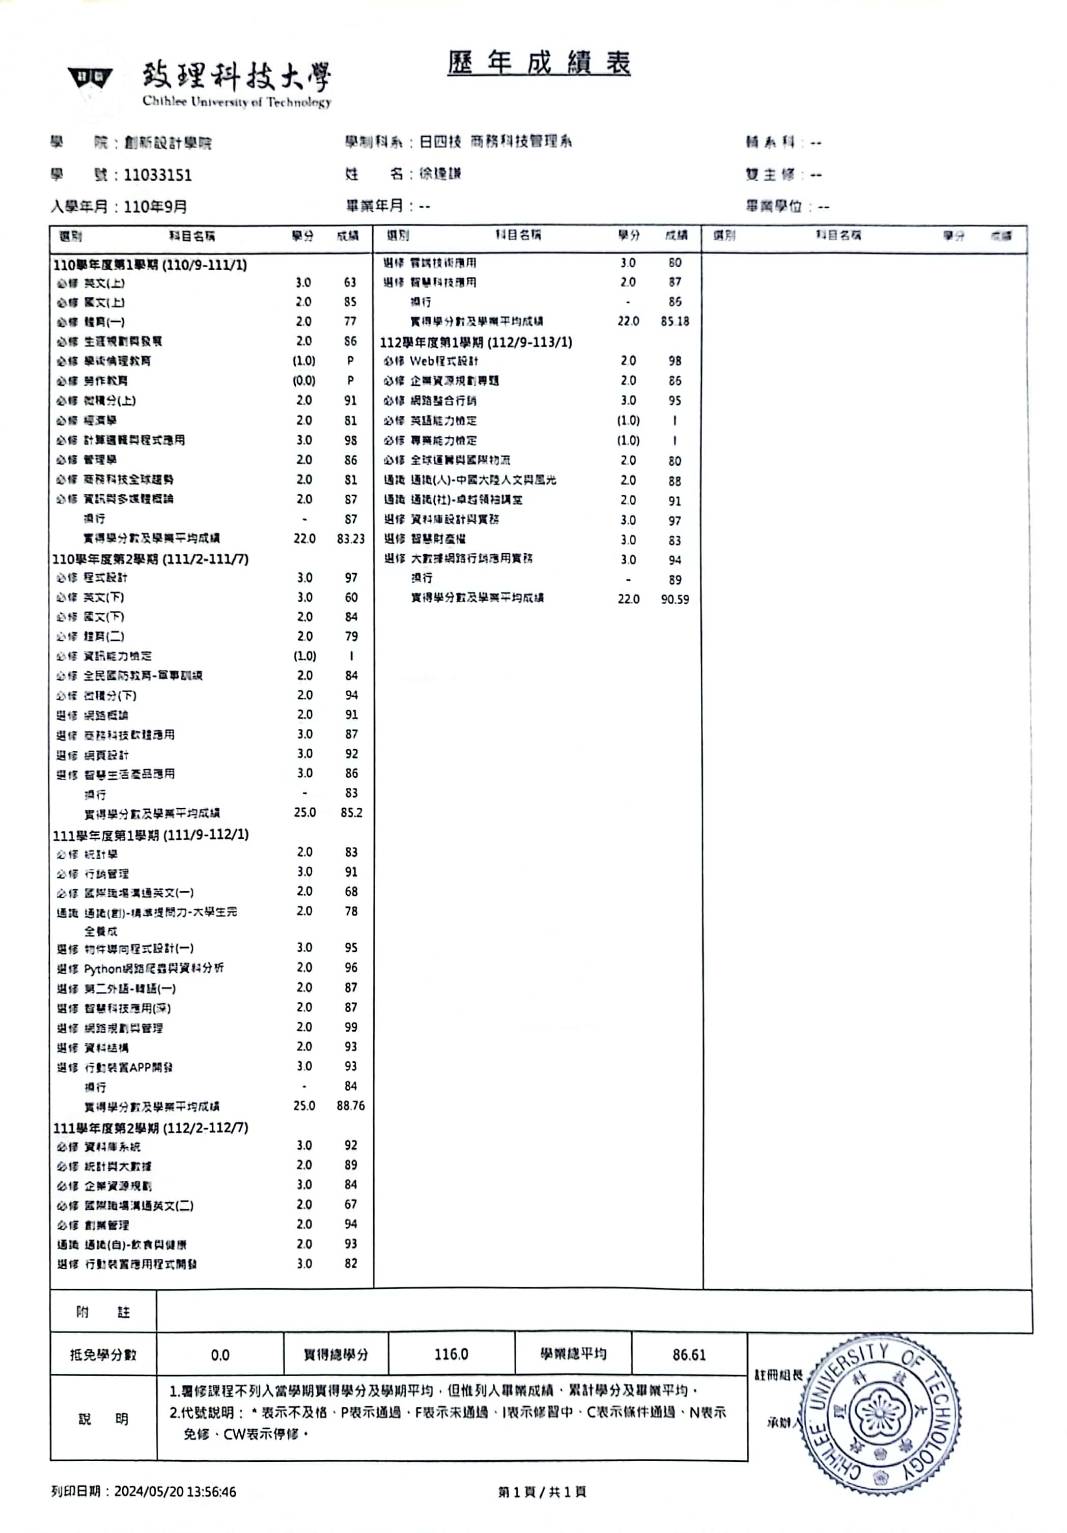 歷年成績表
致理科技大學
Chihlee University of Technology
學 院：創新設計學院 學制科系：日四技 商務科技管理系 輔系科：--
學 號：11033151 姓 名：徐達謙 雙主修：--
入學年月：110年9月 畢業年月：-- 畢業學位：--
選別 科目名稱 學分 成績 選別 科目名稱 學分 成績 選別 科目名稱 學分 成績
110學年度第1學期 (110/9-111/1)
必修 英文(上) 3.0 63
必修 國文(上) 2.0 85
必修 體育(一) 2.0 77
必修 生涯規劃與發展 2.0 86
必修 學術倫理教育 (1.0) P
必修 勞作教育 (0.0) P
必修 微積分(上) 2.0 91
必修 經濟學 2.0 81
必修 計算邏輯與程式應用 3.0 98
必修 管理學 2.0 86
必修 商務科技全球趨勢 2.0 81
必修 資訊與多媒體概論 2.0 87
操行 - 87
實得學分數及學業平均成績 22.0 83.23
110學年度第2學期 (111/2-111/7)
必修 程式設計 3.0 97
必修 英文(下) 3.0 60
必修 國文(下) 2.0 84
必修 體育(二) 2.0 79
必修 資訊能力檢定 (1.0) I
必修 全民國防教育-軍事訓練 2.0 84
必修 微積分(下) 2.0 94
選修 網路概論 2.0 91
選修 商務科技軟體應用 3.0 87
選修 網頁設計 3.0 92
選修 智慧生活產品應用 3.0 86
操行 - 83
實得學分數及學業平均成績 25.0 85.2
111學年度第1學期 (111/9-112/1)
必修 統計學 2.0 83
必修 行銷管理 3.0 91
必修 國際職場溝通英文(一) 2.0 68
通識 通識(創)-精準提問力-大學生完
全養成 2.0 78
選修 物件導向程式設計(一) 3.0 95
選修 Python網路爬蟲與資料分析 2.0 96
選修 第二外語-韓語(一) 2.0 87
選修 智慧科技應用(深) 2.0 87
選修 網路規劃與管理 2.0 99
選修 資料結構 2.0 93
選修 行動裝置APP開發 3.0 93
操行 - 84
實得學分數及學業平均成績 25.0 88.76
111學年度第2學期 (112/2-112/7)
必修 資料庫系統 3.0 92
必修 統計與大數據 2.0 89
必修 企業資源規劃 3.0 84
必修 國際職場溝通英文(二) 2.0 67
必修 創業管理 2.0 94
通識 通識(自)-飲食與健康 2.0 93
選修 行動裝置應用程式開發 3.0 82
選修 雲端技術應用 3.0 80
選修 智慧科技應用 2.0 87
操行 - 86
實得學分數及學業平均成績 22.0 85.18
112學年度第1學期 (112/9-113/1)
必修 Web程式設計 2.0 98
必修 企業資源規劃專題 2.0 86
必修 網路整合行銷 3.0 95
必修 英語能力檢定 (1.0) I
必修 專業能力檢定 (1.0) I
必修 全球運籌與國際物流 2.0 80
通識 通識(人)-中國大陸人文與風光 2.0 88
通識 通識(社)-卓越領袖講堂 2.0 91
選修 資料庫設計與實務 3.0 97
選修 智慧財產權 3.0 83
選修 大數據網路行銷應用實務 3.0 94
操行 - 89
實得學分數及學業平均成績 22.0 90.59
附 註
抵免學分數 0.0 實得總學分 116.0 學業總平均 86.61
說 明
1.暑修課程不列入當學期實得學分及學期平均，但惟列入畢業成績、累計學分及畢業平均。
2.代號說明：*表示不及格、P表示通過、F表示未通過、I表示修習中、C表示條件通過、N表示
免修、CW表示停修。
註冊組長
承辦人
CHIHLEE UNIVERSITY OF TECHNOLOGY
致理科技大學
列印日期：2024/05/20 13:56:46 第1頁/共1頁